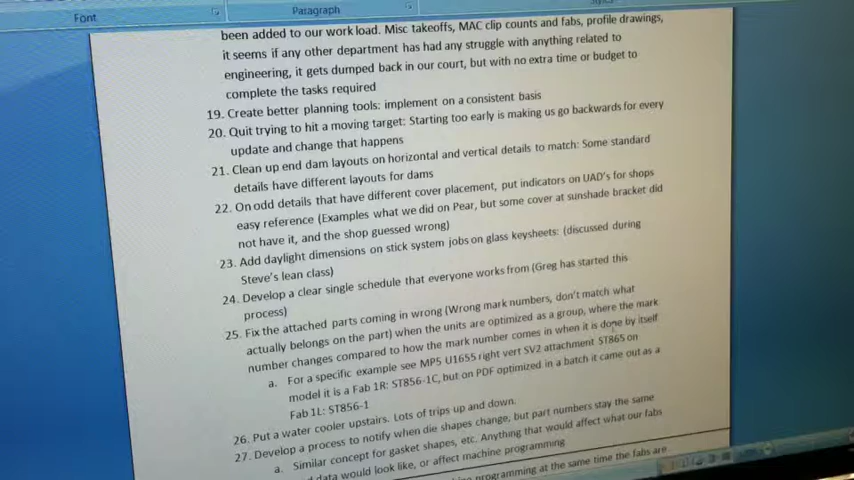 Font
Paragraph
been added to our work load. Misc takeoffs, MAC clip counts and fabs, profile drawings,
it seems if any other department has had any struggle with anything related to
engineering, it gets dumped back in our court, but with no extra time or budget to
complete the tasks required
19. Create better planning tools: implement on a consistent basis
20. Quit trying to hit a moving target: Starting too early is making us go backwards for every
update and change that happens
21. Clean up end dam layouts on horizontal and vertical details to match: Some standard
details have different layouts for dams
22. On odd details that have different cover placement, put indicators on UAD's for shops
easy reference (Examples what we did on Pear, but some cover at sunshade bracket did
not have it, and the shop guessed wrong)
23. Add daylight dimensions on stick system jobs on glass keysheets: (discussed during
Steve's lean class)
24. Develop a clear single schedule that everyone works from (Greg has started this
process)
25. Fix the attached parts coming in wrong (Wrong mark numbers, don't match what
actually belongs on the part) when the units are optimized as a group, where the mark
number changes compared to how the mark number comes in when it is done by itself
a. For a specific example see MP5 U1655 right vert SV2 attachment ST865 on
model it is a Fab 1R: ST856-1C, but on PDF optimized in a batch it came out as a
Fab 1L: ST856-1
26. Put a water cooler upstairs. Lots of trips up and down.
27. Develop a process to notify when die shapes change, but part numbers stay the same
a. Similar concept for gasket shapes, etc. Anything that would affect what our fabs
data would look like, or affect machine programming
programming at the same time the fabs are